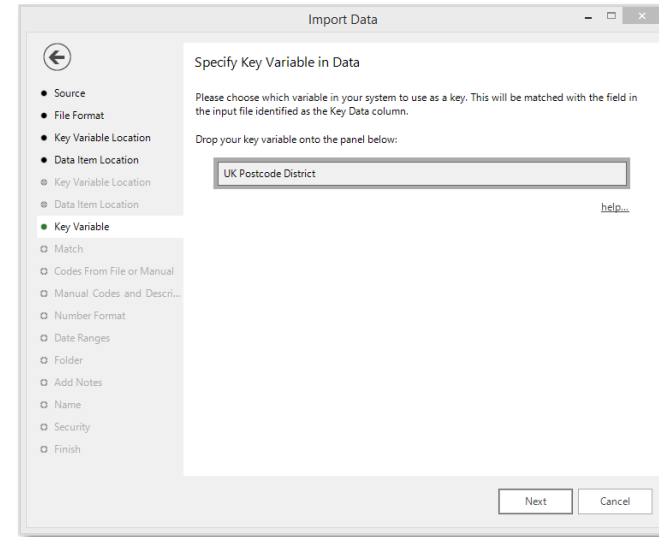 Import Data
Specify Key Variable in Data
Source
File Format
Key Variable Location
Data Item Location
Key Variable Location
Data Item Location
Key Variable
Match
Codes From File or Manual
Manual Codes and Descri...
Number Format
Date Ranges
Folder
Add Notes
Name
Security
Finish
Please choose which variable in your system to use as a key. This will be matched with the field in
the input file identified as the Key Data column.
Drop your key variable onto the panel below:
UK Postcode District
help...
Next
Cancel